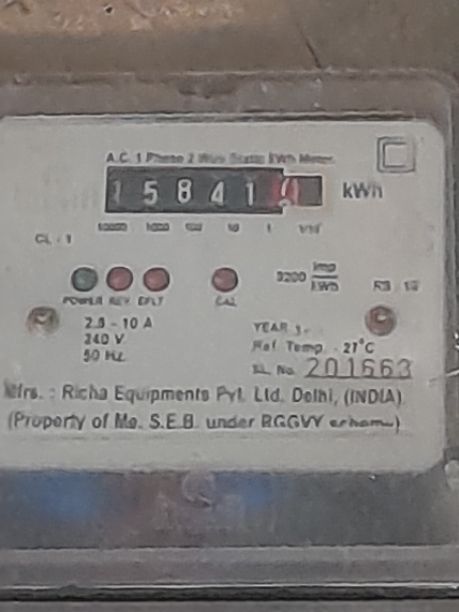 A.C. 1 Phase 2 Wire Static kWh Meter
15841 kWh
10000 1000 100 10 1 1/10
CL - 1
3200 imp/kWh
POWER REV EFLT CAL
2.5 - 10 A
240 V
50 Hz
YEAR
Ref. Temp. - 27°C
SL. No. 201663
Mfrs. : Richa Equipments Pvt. Ltd. Delhi, (INDIA)
(Property of Me. S.E.B. under RGGVY